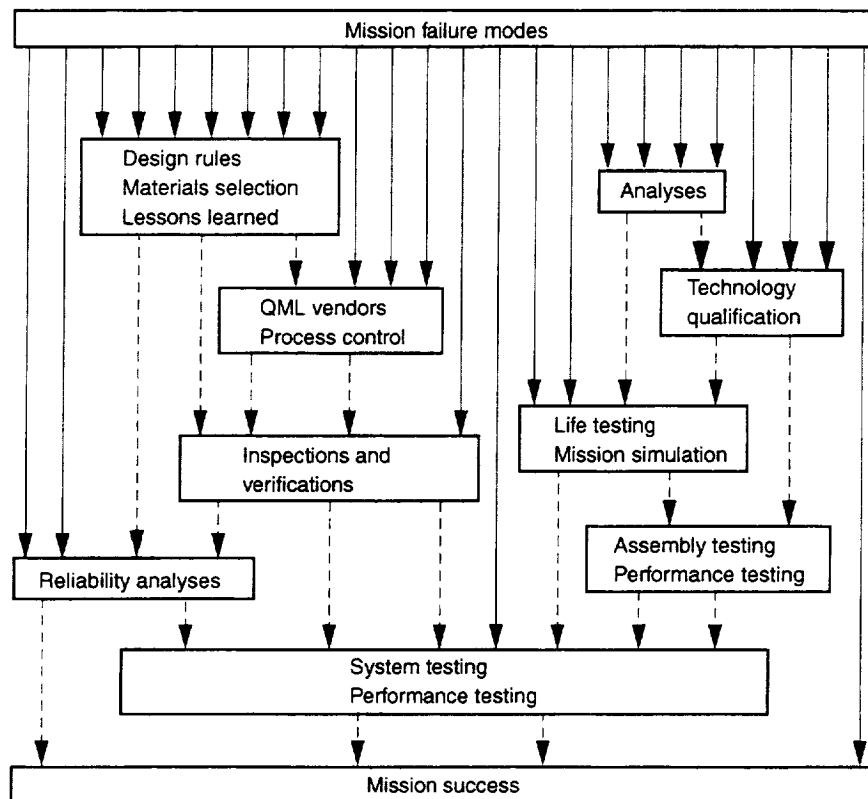 Mission failure modes
Design rules
Materials selection
Lessons learned
Analyses
QML vendors
Process control
Technology
qualification
Inspections and
verifications
Life testing
Mission simulation
Reliability analyses
Assembly testing
Performance testing
System testing
Performance testing
Mission success